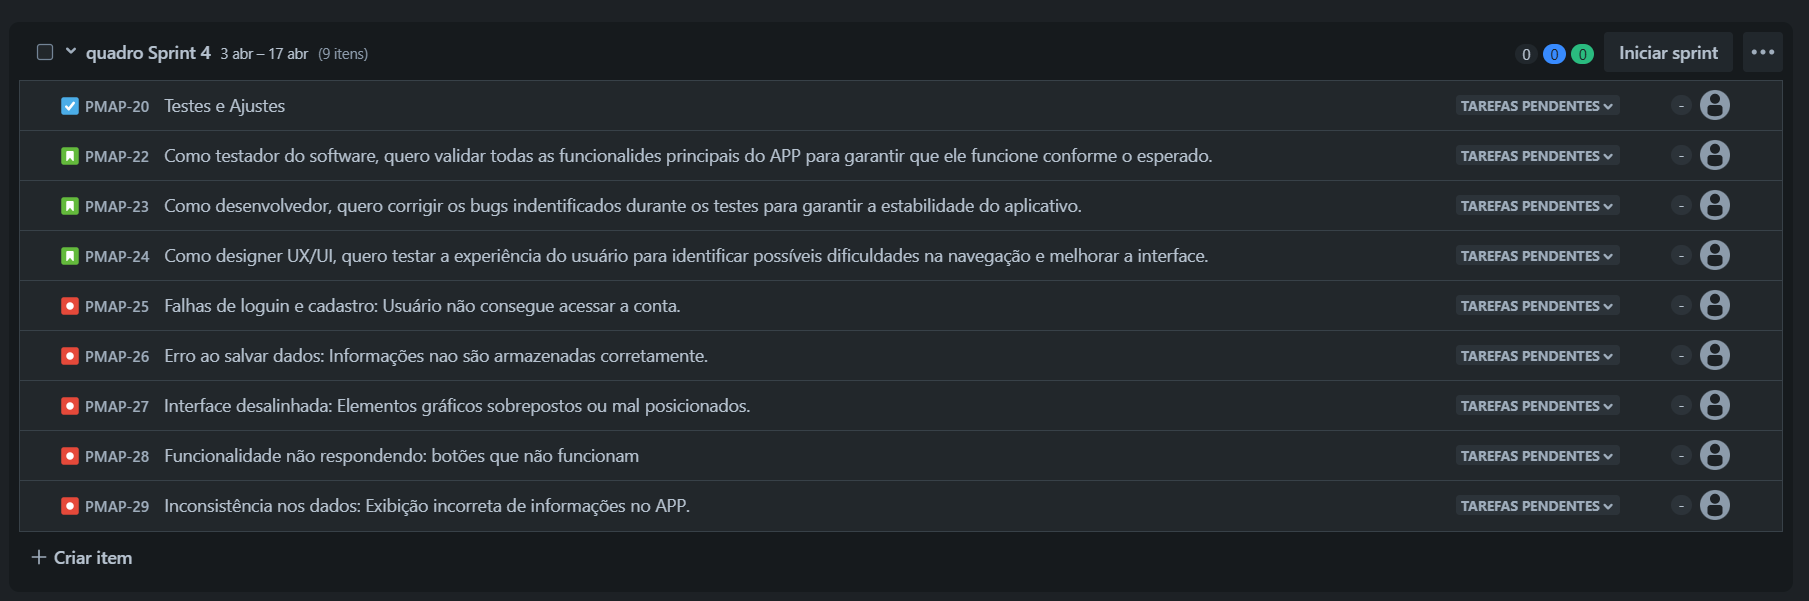 quadro Sprint 4 3 abr – 17 abr (9 itens) 0 0 0 Iniciar sprint
PMAP-20 Testes e Ajustes TAREFAS PENDENTES -
PMAP-22 Como testador do software, quero validar todas as funcionalides principais do APP para garantir que ele funcione conforme o esperado. TAREFAS PENDENTES -
PMAP-23 Como desenvolvedor, quero corrigir os bugs indentificados durante os testes para garantir a estabilidade do aplicativo. TAREFAS PENDENTES -
PMAP-24 Como designer UX/UI, quero testar a experiência do usuário para identificar possíveis dificuldades na navegação e melhorar a interface. TAREFAS PENDENTES -
PMAP-25 Falhas de loguin e cadastro: Usuário não consegue acessar a conta. TAREFAS PENDENTES -
PMAP-26 Erro ao salvar dados: Informações nao são armazenadas corretamente. TAREFAS PENDENTES -
PMAP-27 Interface desalinhada: Elementos gráficos sobrepostos ou mal posicionados. TAREFAS PENDENTES -
PMAP-28 Funcionalidade não respondendo: botões que não funcionam TAREFAS PENDENTES -
PMAP-29 Inconsistência nos dados: Exibição incorreta de informações no APP. TAREFAS PENDENTES -
+ Criar item